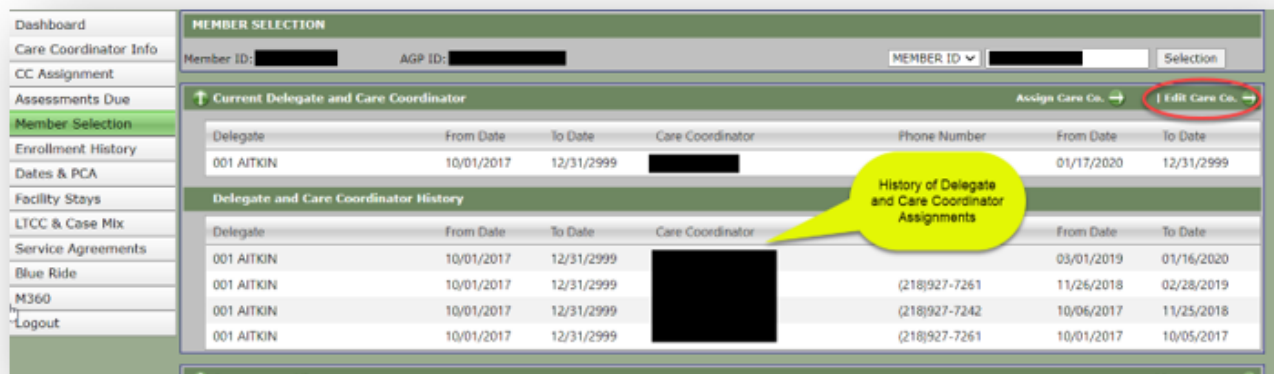 Dashboard
Care Coordinator Info
CC Assignment
Assessments Due
Member Selection
Enrollment History
Dates & PCA
Facility Stays
LTCC & Case Mix
Service Agreements
Blue Ride
M360
Logout
MEMBER SELECTION
Member ID: AGP ID: MEMBER ID Selection
Current Delegate and Care Coordinator Assign Care Co. | Edit Care Co.
Delegate From Date To Date Care Coordinator Phone Number From Date To Date
001 AITKIN 10/01/2017 12/31/2999 01/17/2020 12/31/2999
Delegate and Care Coordinator History
History of Delegate
and Care Coordinator
Assignments
Delegate From Date To Date Care Coordinator From Date To Date
001 AITKIN 10/01/2017 12/31/2999 03/01/2019 01/16/2020
001 AITKIN 10/01/2017 12/31/2999 (218)927-7261 11/26/2018 02/28/2019
001 AITKIN 10/01/2017 12/31/2999 (218)927-7242 10/06/2017 11/25/2018
001 AITKIN 10/01/2017 12/31/2999 (218)927-7261 10/01/2017 10/05/2017